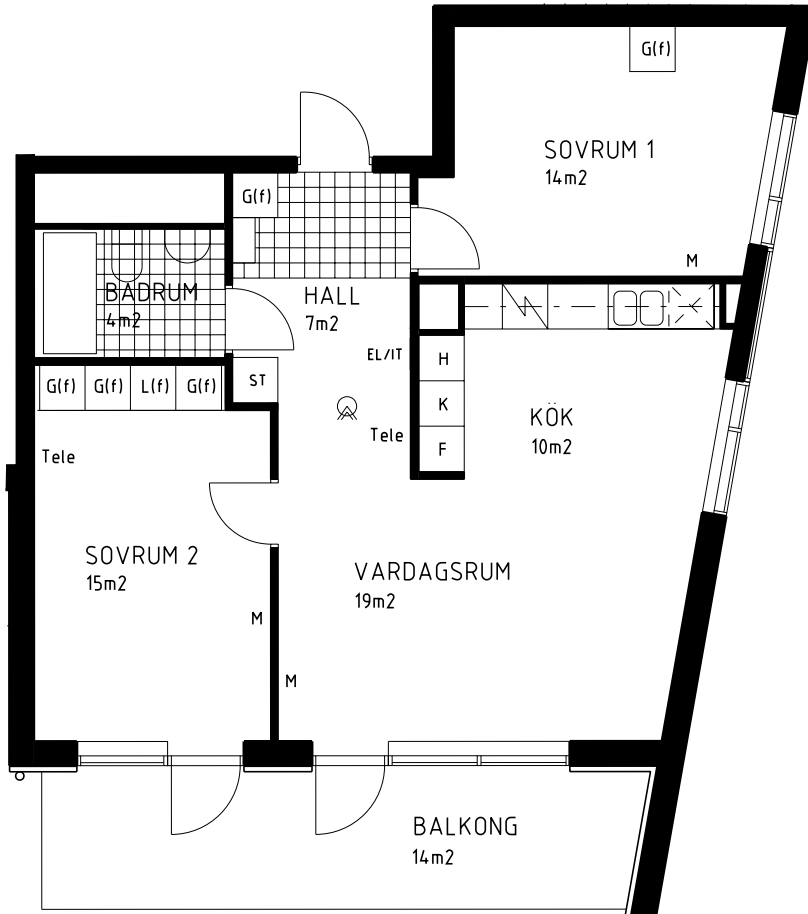 G(f)
SOVRUM 1
14m2
G(f)
M
BADRUM
4m2
HALL
7m2
EL/IT
H
G(f)
G(f)
L(f)
G(f)
ST
K
KÖK
10m2
Tele
F
Tele
SOVRUM 2
15m2
VARDAGSRUM
19m2
M
M
BALKONG
14m2